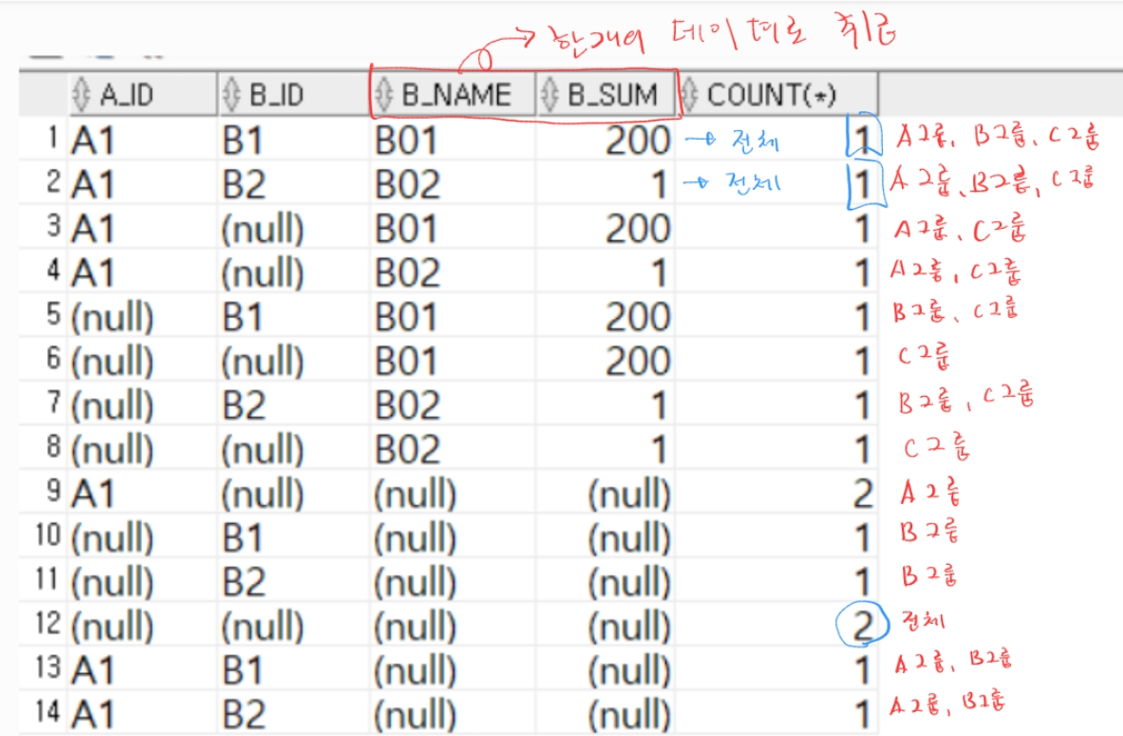 → 한개의 데이터로 취급
A_ID B_ID B_NAME B_SUM COUNT(*)
1 A1 B1 B01 200 → 전체 1 A그룹, B그룹, C그룹
2 A1 B2 B02 1 → 전체 1 A그룹, B그룹, C그룹
3 A1 (null) B01 200 1 A그룹, C그룹
4 A1 (null) B02 1 1 A그룹, C그룹
5 (null) B1 B01 200 1 B그룹, C그룹
6 (null) (null) B01 200 1 C그룹
7 (null) B2 B02 1 1 B그룹, C그룹
8 (null) (null) B02 1 1 C그룹
9 A1 (null) (null) (null) 2 A그룹
10 (null) B1 (null) (null) 1 B그룹
11 (null) B2 (null) (null) 1 B그룹
12 (null) (null) (null) (null) 2 전체
13 A1 B1 (null) (null) 1 A그룹, B그룹
14 A1 B2 (null) (null) 1 A그룹, B그룹